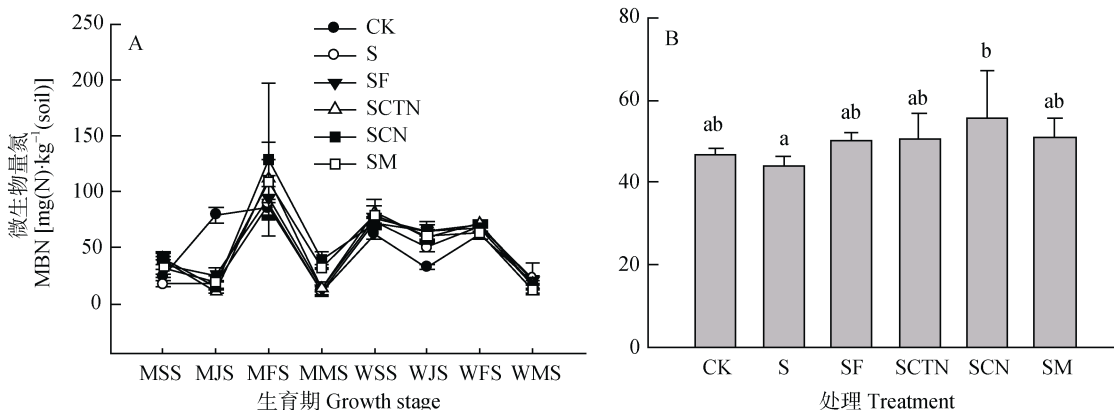 A
CK
S
SF
SCTN
SCN
SM
250
200
150
100
50
0
微生物量氮
MBN [mg(N)·kg⁻¹(soil)]
MSS MJS MFS MMS WSS WJS WFS WMS
生育期 Growth stage
B
80
60
40
20
0
ab a ab ab b ab
CK S SF SCTN SCN SM
处理 Treatment